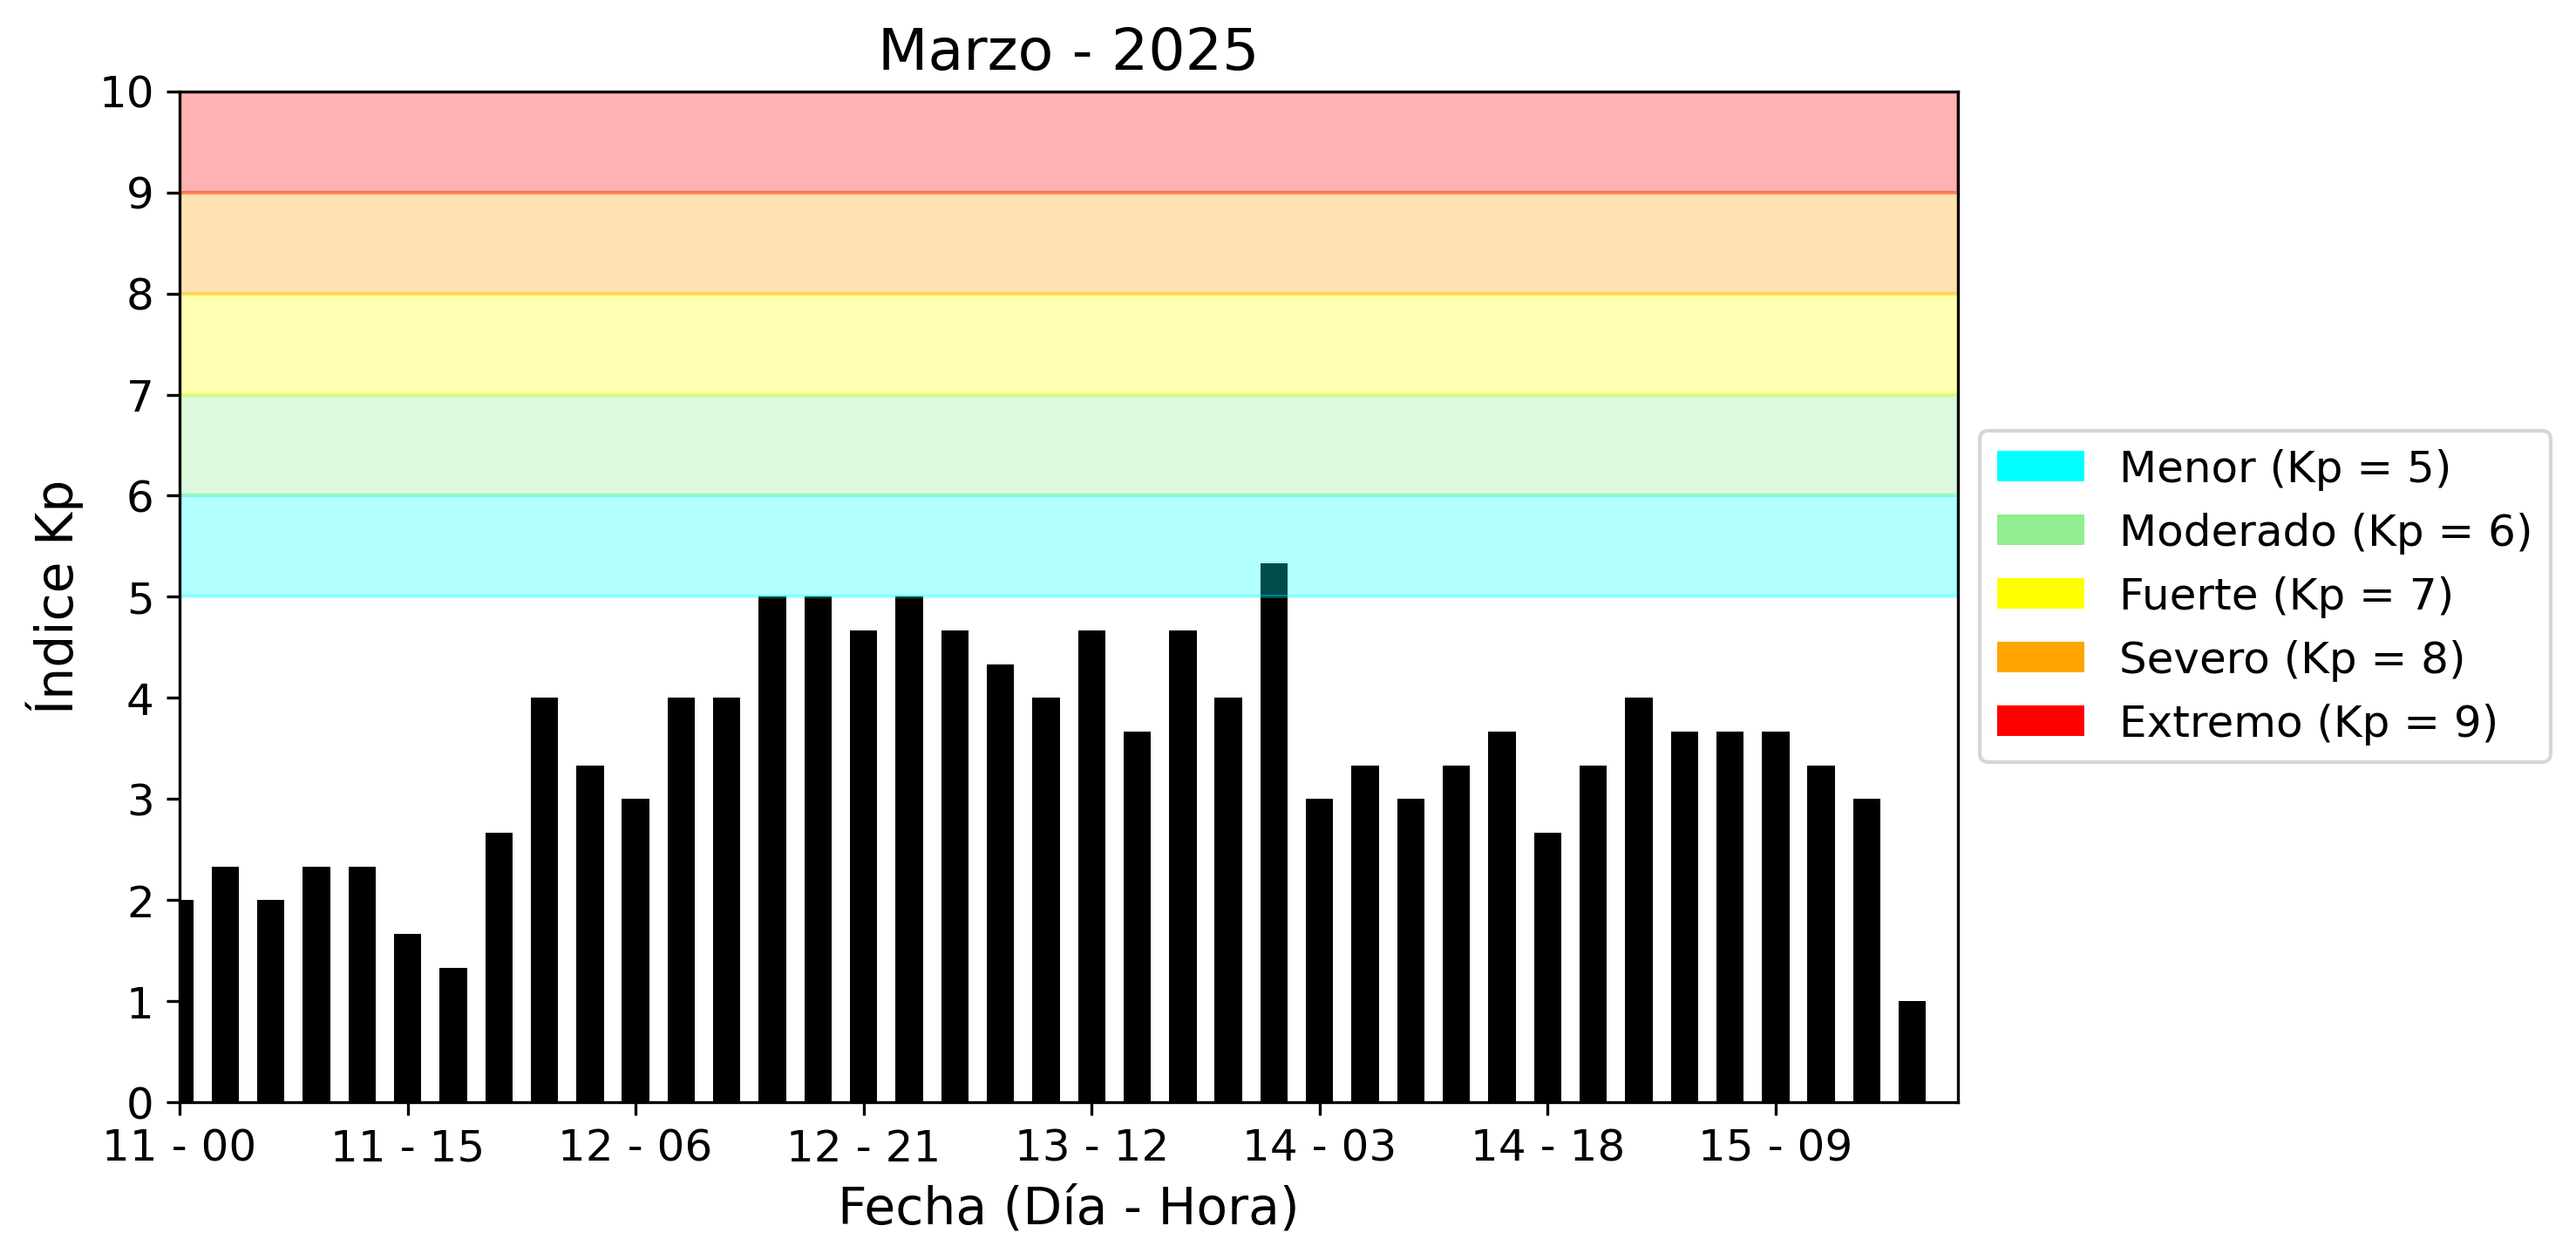 Marzo - 2025
10
9
8
7
6
5
4
3
2
1
0
Índice Kp
11 - 00
11 - 15
12 - 06
12 - 21
13 - 12
14 - 03
14 - 18
15 - 09
Fecha (Día - Hora)
Menor (Kp = 5)
Moderado (Kp = 6)
Fuerte (Kp = 7)
Severo (Kp = 8)
Extremo (Kp = 9)